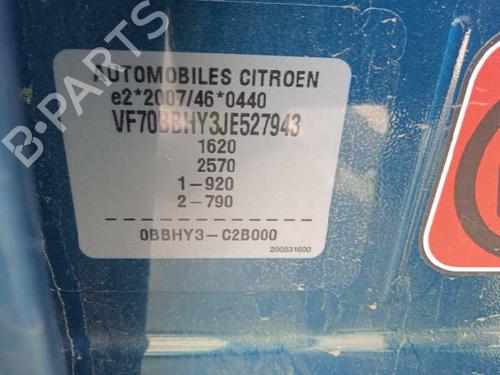 B-PARTS
AUTOMOBILES CITROEN
e2*2007/46*0440
VF70BBHY3JE527943
1620
2570
1-920
2-790
0BBHY3-C2B000
200531600